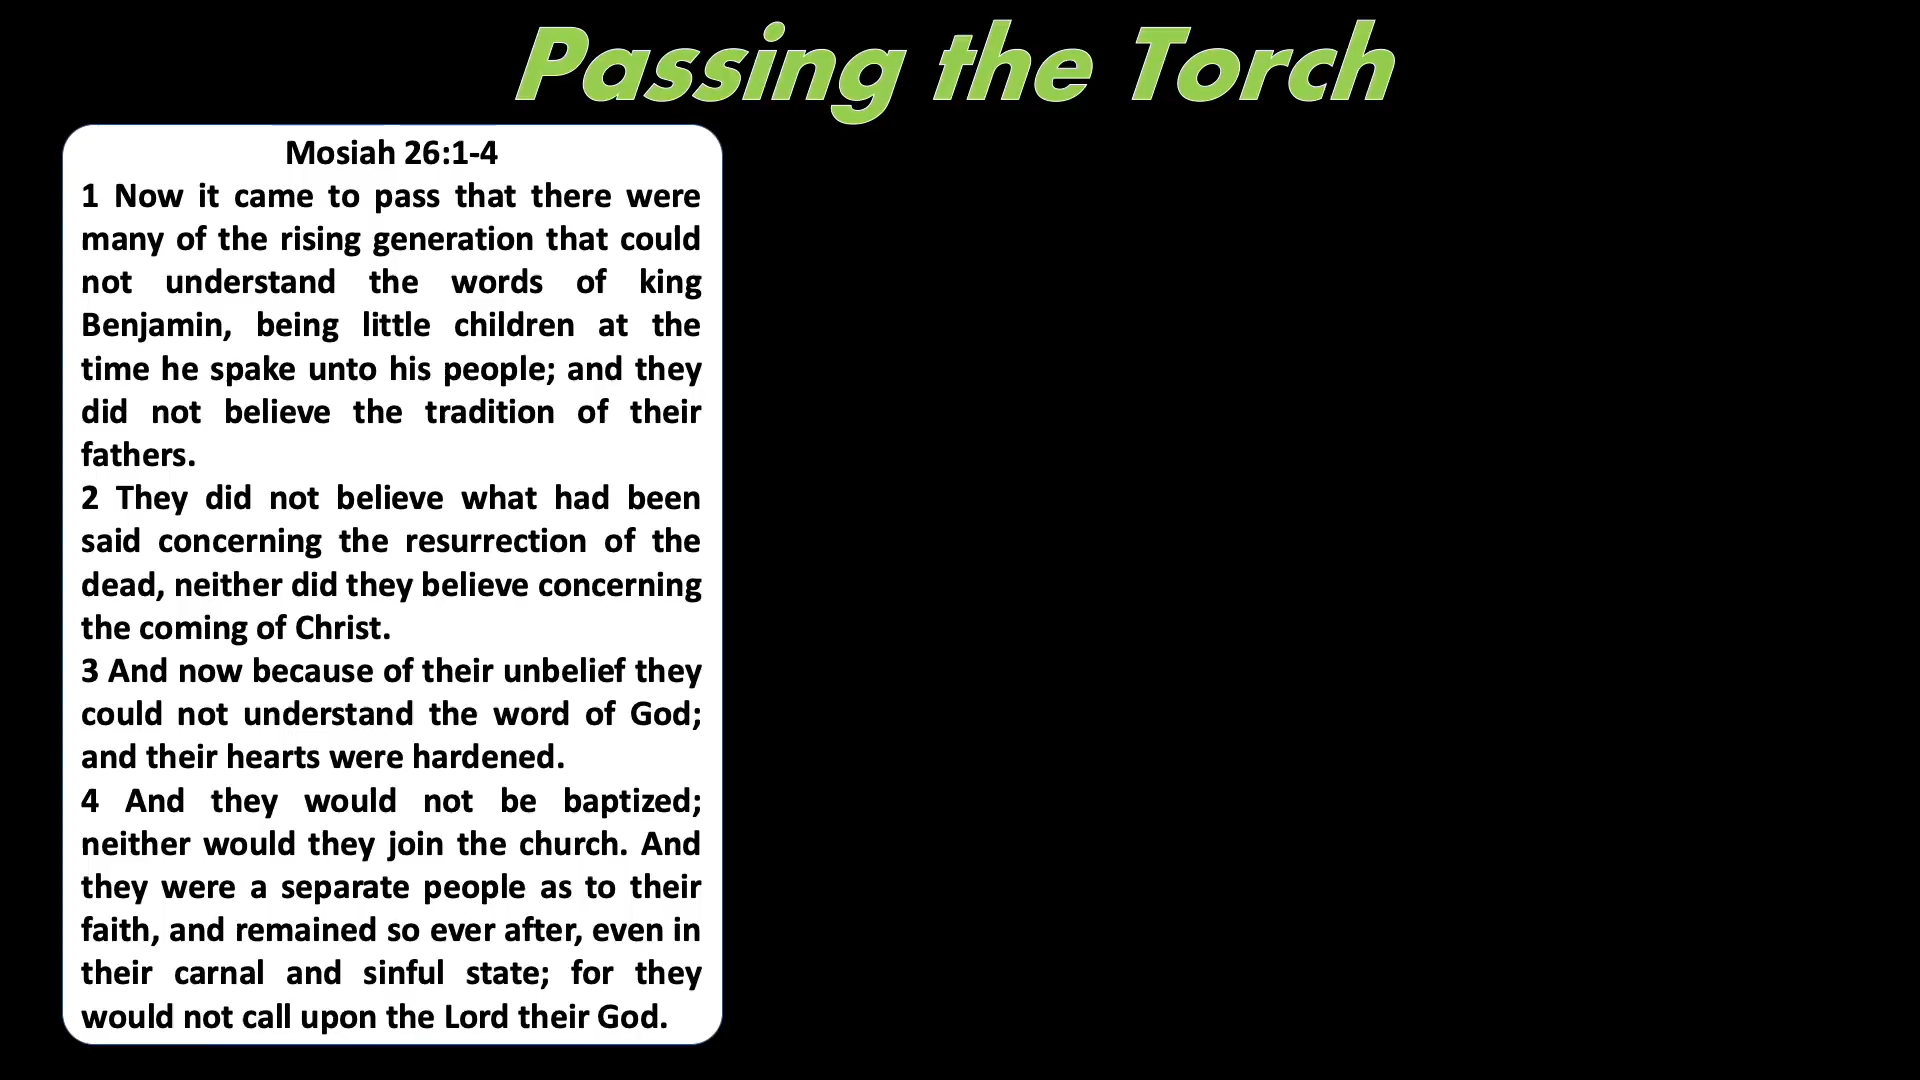 Passing the Torch
Mosiah 26:1-4
1 Now it came to pass that there were
many of the rising generation that could
not understand the words of king
Benjamin, being little children at the
time he spake unto his people; and they
did not believe the tradition of their
fathers.
2 They did not believe what had been
said concerning the resurrection of the
dead, neither did they believe concerning
the coming of Christ.
3 And now because of their unbelief they
could not understand the word of God;
and their hearts were hardened.
4 And they would not be baptized;
neither would they join the church. And
they were a separate people as to their
faith, and remained so ever after, even in
their carnal and sinful state; for they
would not call upon the Lord their God.